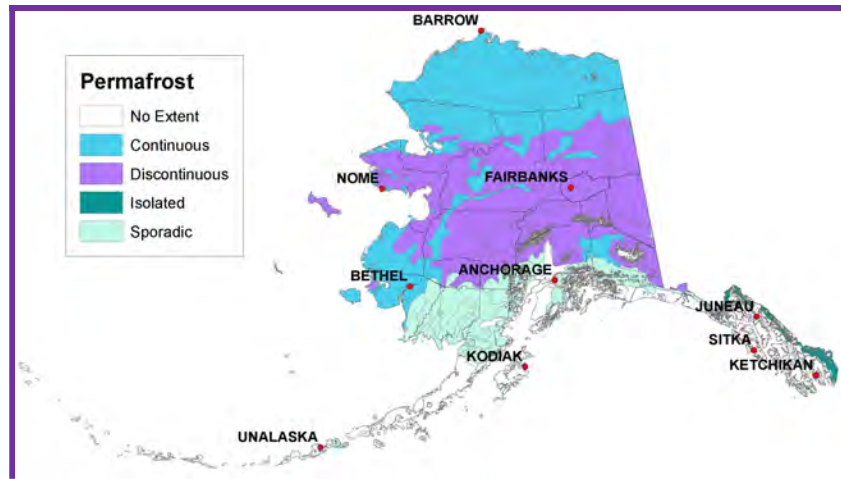 BARROW
Permafrost
No Extent
Continuous
Discontinuous
Isolated
Sporadic
NOME
FAIRBANKS
BETHEL
ANCHORAGE
JUNEAU
SITKA
KODIAK
KETCHIKAN
UNALASKA